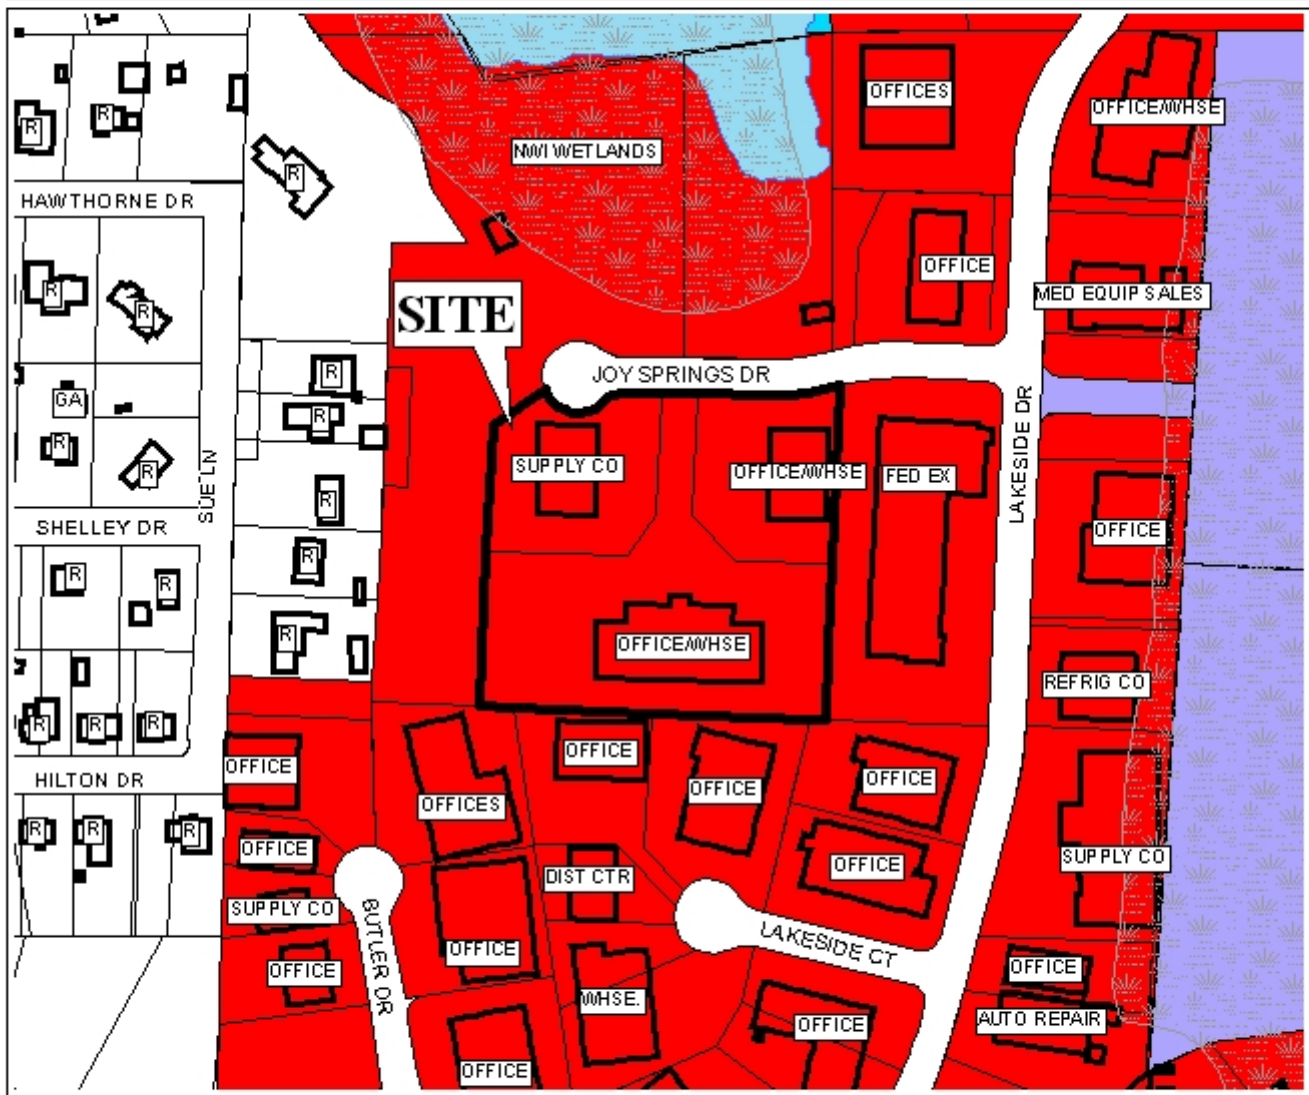 OFFICES
OFFICE/WHSE
R
R
NWI WETLANDS
R
HAWTHORNE DR
OFFICE
R
MED EQUIP SALES
SITE
R
R
JOY SPRINGS DR
GA
R
R
LAKESIDE DR
R
SUPPLY CO
OFFICE/WHSE
FED EX
R
SUE LN
R
SHELLEY DR
OFFICE
R
R
R
R
OFFICE/WHSE
REFRIG CO
R
R
R
OFFICE
OFFICE
HILTON DR
OFFICE
OFFICE
OFFICES
R
R
R
OFFICE
SUPPLY CO
OFFICE
DIST CTR
SUPPLY CO
BUTLER DR
OFFICE
LAKESIDE CT
OFFICE
OFFICE
WHSE.
OFFICE
AUTO REPAIR
OFFICE